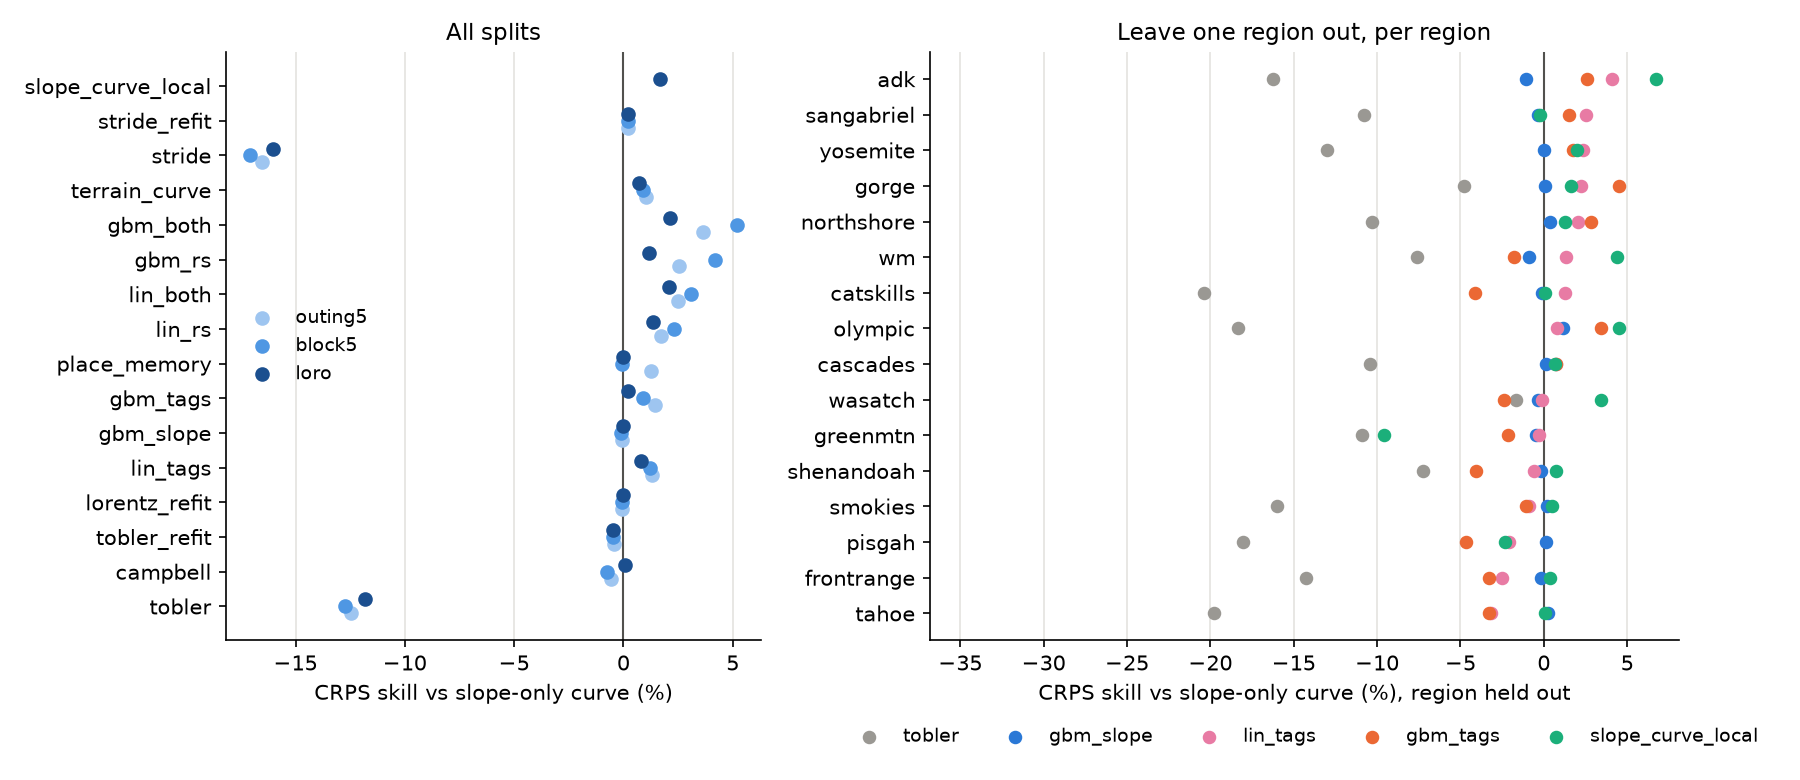 All splits
slope_curve_local
stride_refit
stride
terrain_curve
gbm_both
gbm_rs
lin_both
lin_rs
place_memory
gbm_tags
gbm_slope
lin_tags
lorentz_refit
tobler_refit
campbell
tobler
outing5
block5
loro
−15 −10 −5 0 5
CRPS skill vs slope-only curve (%)
Leave one region out, per region
adk
sangabriel
yosemite
gorge
northshore
wm
catskills
olympic
cascades
wasatch
greenmtn
shenandoah
smokies
pisgah
frontrange
tahoe
−35 −30 −25 −20 −15 −10 −5 0 5
CRPS skill vs slope-only curve (%), region held out
tobler gbm_slope lin_tags gbm_tags slope_curve_local